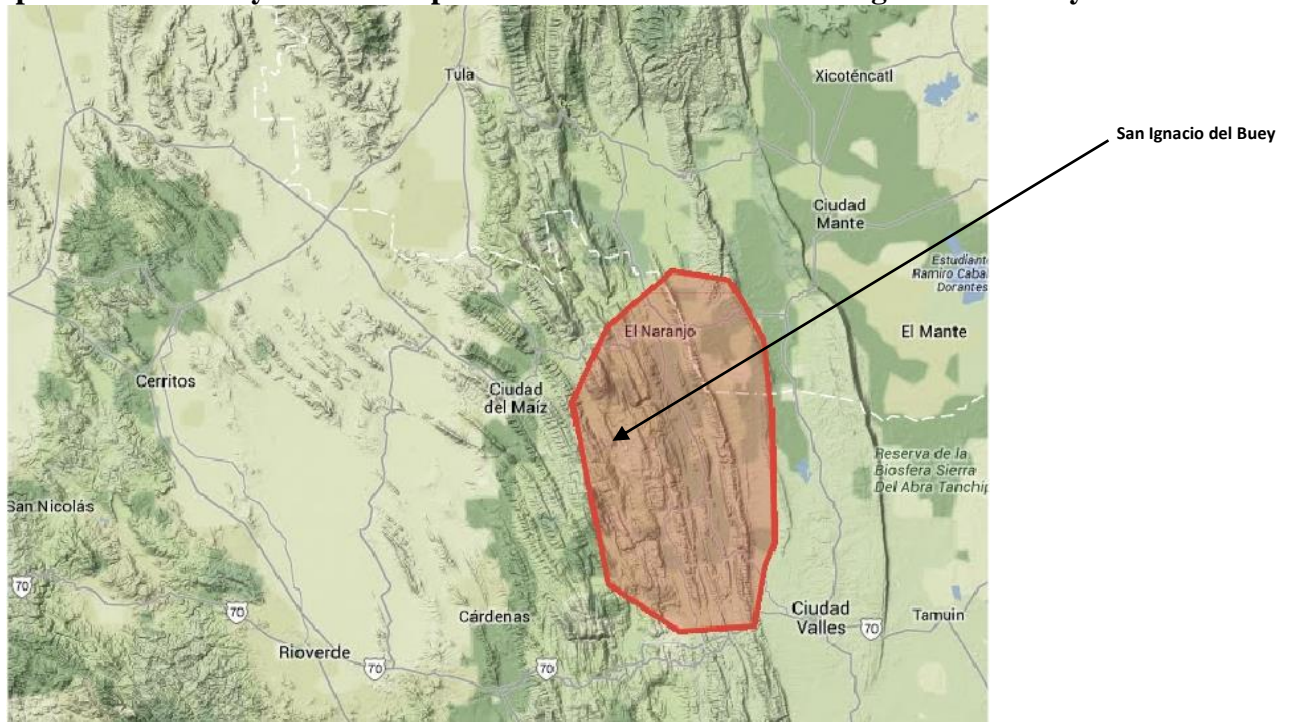 Tula
Xicoténcatl
San Ignacio del Buey
Ciudad
Mante
Estudiant
Ramiro Caba
Dorantes
El Naranjo
El Mante
Cerritos
Ciudad
del Maíz
Reserva de la
Biosfera Sierra
Del Abra Tanchip
San Nicolás
70
70
Cárdenas
Ciudad
Valles
70
Tamuin
Rioverde
70
70